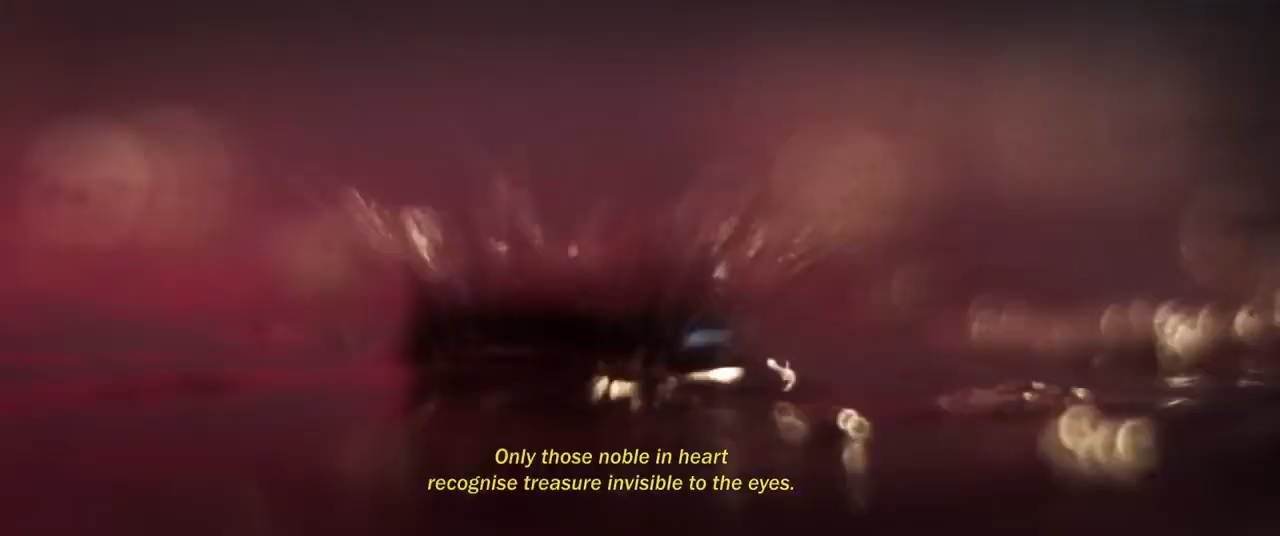 Only those noble in heart
recognise treasure invisible to the eyes.